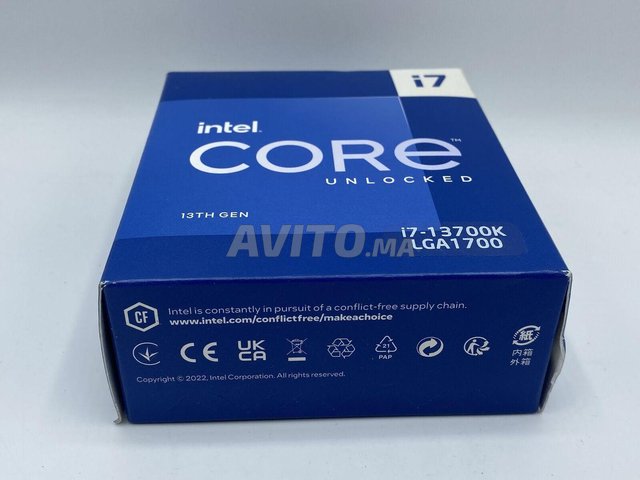 i7
intel.
CORE™
UNLOCKED
13TH GEN
i7-13700K
LGA1700
AVITO.MA
CF
Intel is constantly in pursuit of a conflict-free supply chain.
www.intel.com/conflictfree/makeachoice
CE UK CA 21 PAP 紙
内箱
外箱
Copyright © 2022, Intel Corporation. All rights reserved.